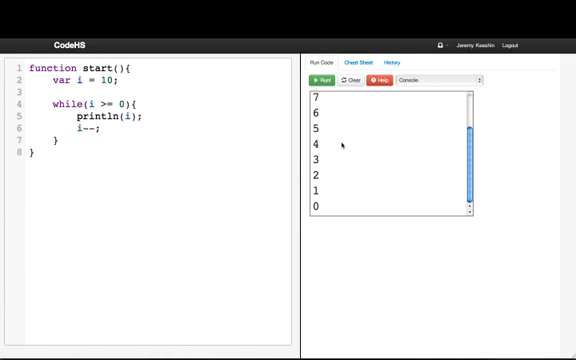 CodeHS
Jeremy Keeshin Logout
Run Code Cheat Sheet History
Run! Clear Help Console
1 function start(){
2 var i = 10;
3
4 while(i >= 0){
5 println(i);
6 i--;
7 }
8 }
7
6
5
4
3
2
1
0